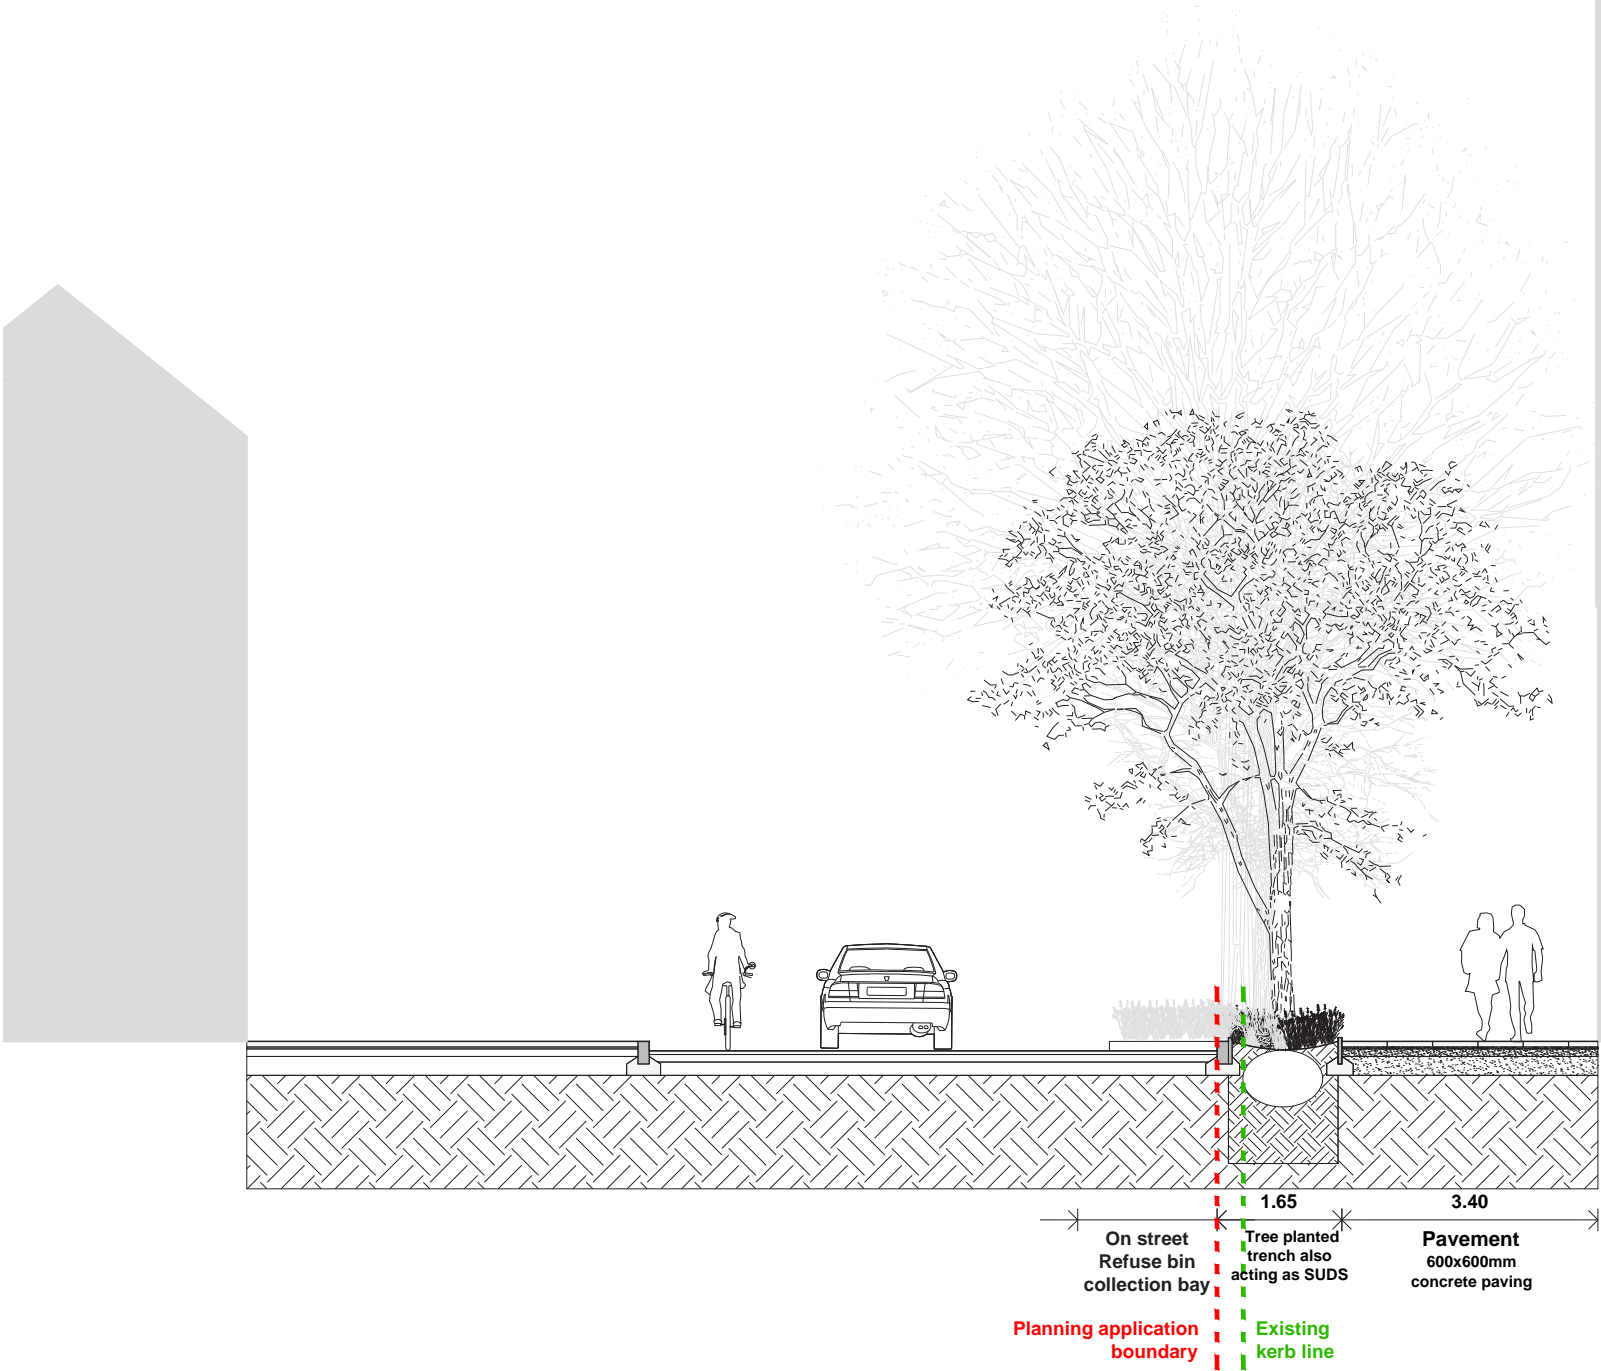 1.65
3.40
On street
Refuse bin
collection bay
Tree planted
trench also
acting as SUDS
Pavement
600x600mm
concrete paving
Planning application
boundary
Existing
kerb line